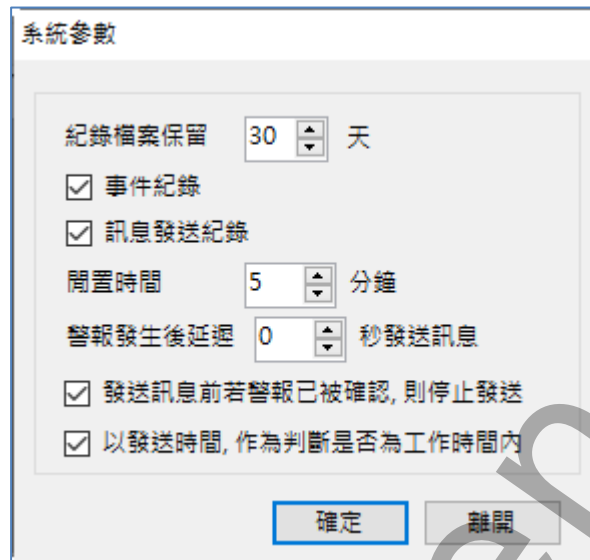 系統參數
紀錄檔案保留 30 天
事件紀錄
訊息發送紀錄
閒置時間 5 分鐘
警報發生後延遲 0 秒發送訊息
發送訊息前若警報已被確認, 則停止發送
以發送時間, 作為判斷是否為工作時間內
確定 離開